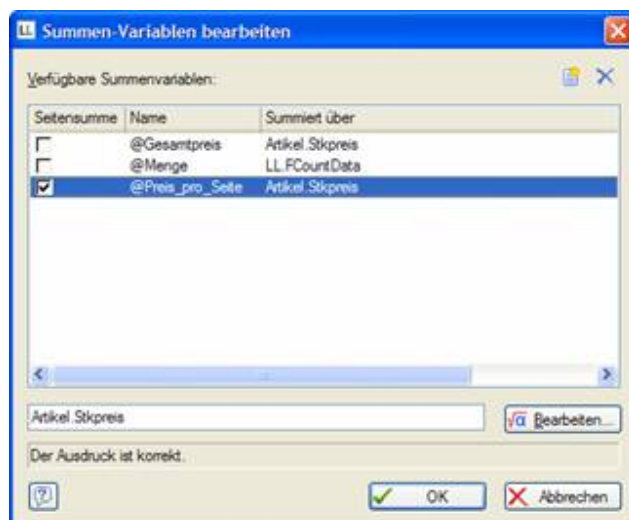 LL Summen-Variablen bearbeiten
Verfügbare Summenvariablen:
Seitensumme Name Summiert über
@Gesamtpreis Artikel.Stkpreis
@Menge LL.FCountData
@Preis_pro_Seite Artikel.Stkpreis
Artikel.Stkpreis
√α Bearbeiten...
Der Ausdruck ist korrekt.
? OK Abbrechen